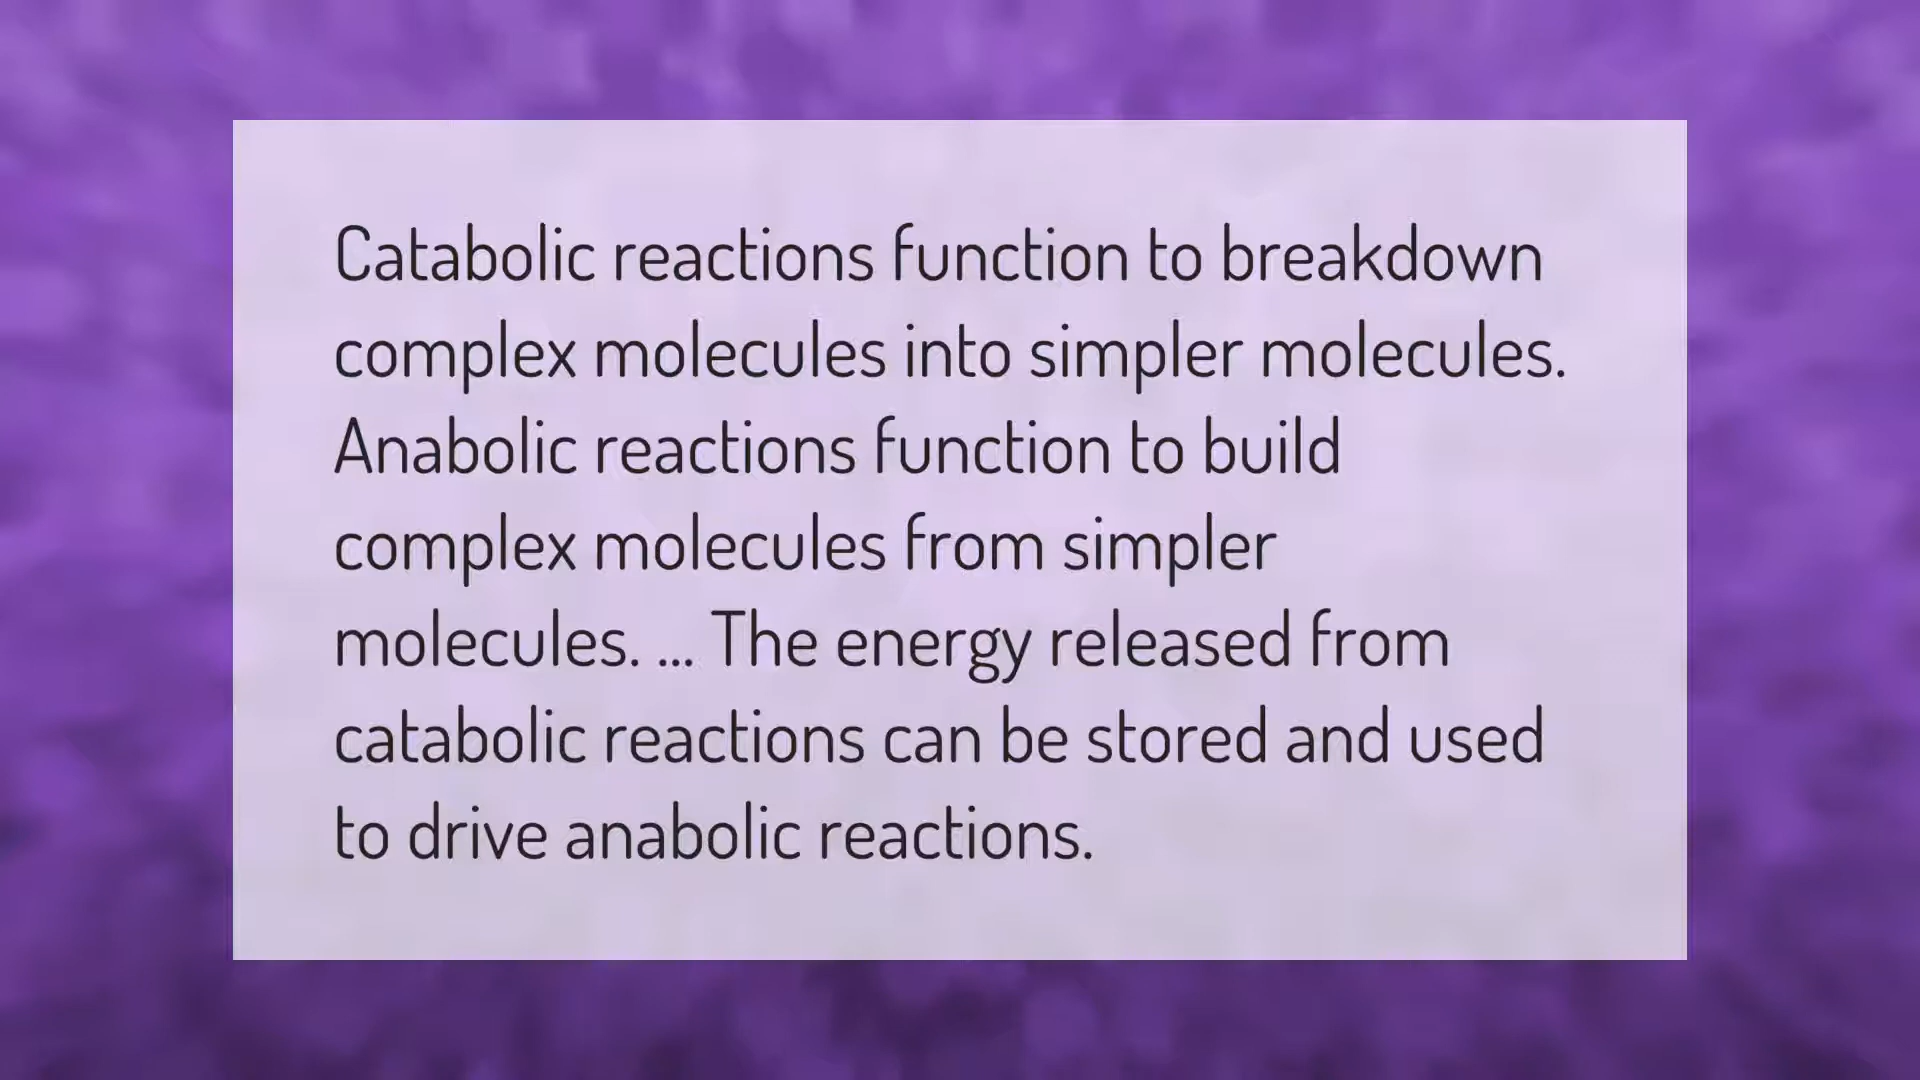 Catabolic reactions function to breakdown
complex molecules into simpler molecules.
Anabolic reactions function to build
complex molecules from simpler
molecules. ... The energy released from
catabolic reactions can be stored and used
to drive anabolic reactions.